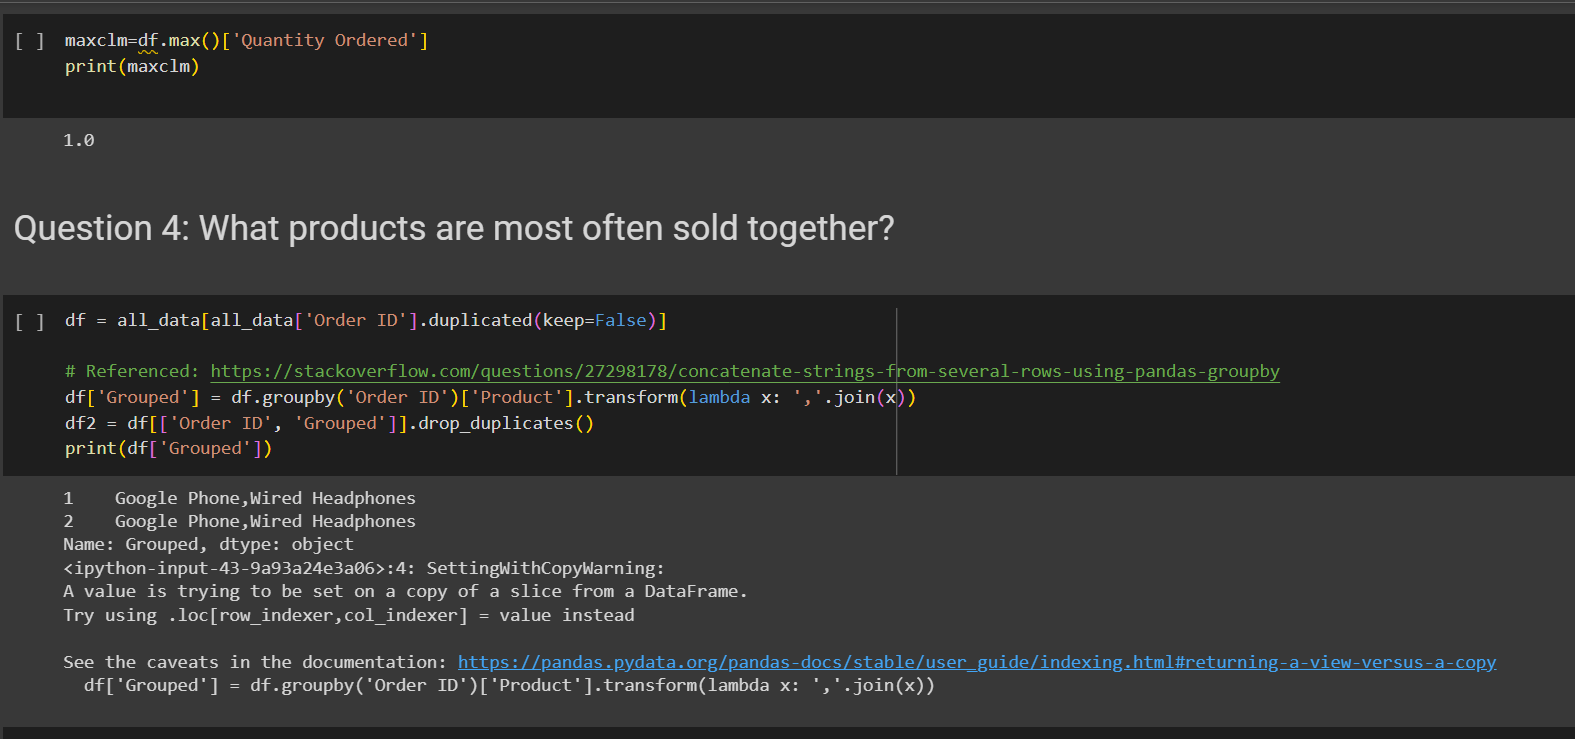 [ ] maxclm=df.max()['Quantity Ordered']
print(maxclm)
1.0
Question 4: What products are most often sold together?
[ ] df = all_data[all_data['Order ID'].duplicated(keep=False)]
# Referenced: https://stackoverflow.com/questions/27298178/concatenate-strings-from-several-rows-using-pandas-groupby
df['Grouped'] = df.groupby('Order ID')['Product'].transform(lambda x: ','.join(x))
df2 = df[['Order ID', 'Grouped']].drop_duplicates()
print(df['Grouped'])
1    Google Phone,Wired Headphones
2    Google Phone,Wired Headphones
Name: Grouped, dtype: object
<ipython-input-43-9a93a24e3a06>:4: SettingWithCopyWarning:
A value is trying to be set on a copy of a slice from a DataFrame.
Try using .loc[row_indexer,col_indexer] = value instead
See the caveats in the documentation: https://pandas.pydata.org/pandas-docs/stable/user_guide/indexing.html#returning-a-view-versus-a-copy
df['Grouped'] = df.groupby('Order ID')['Product'].transform(lambda x: ','.join(x))